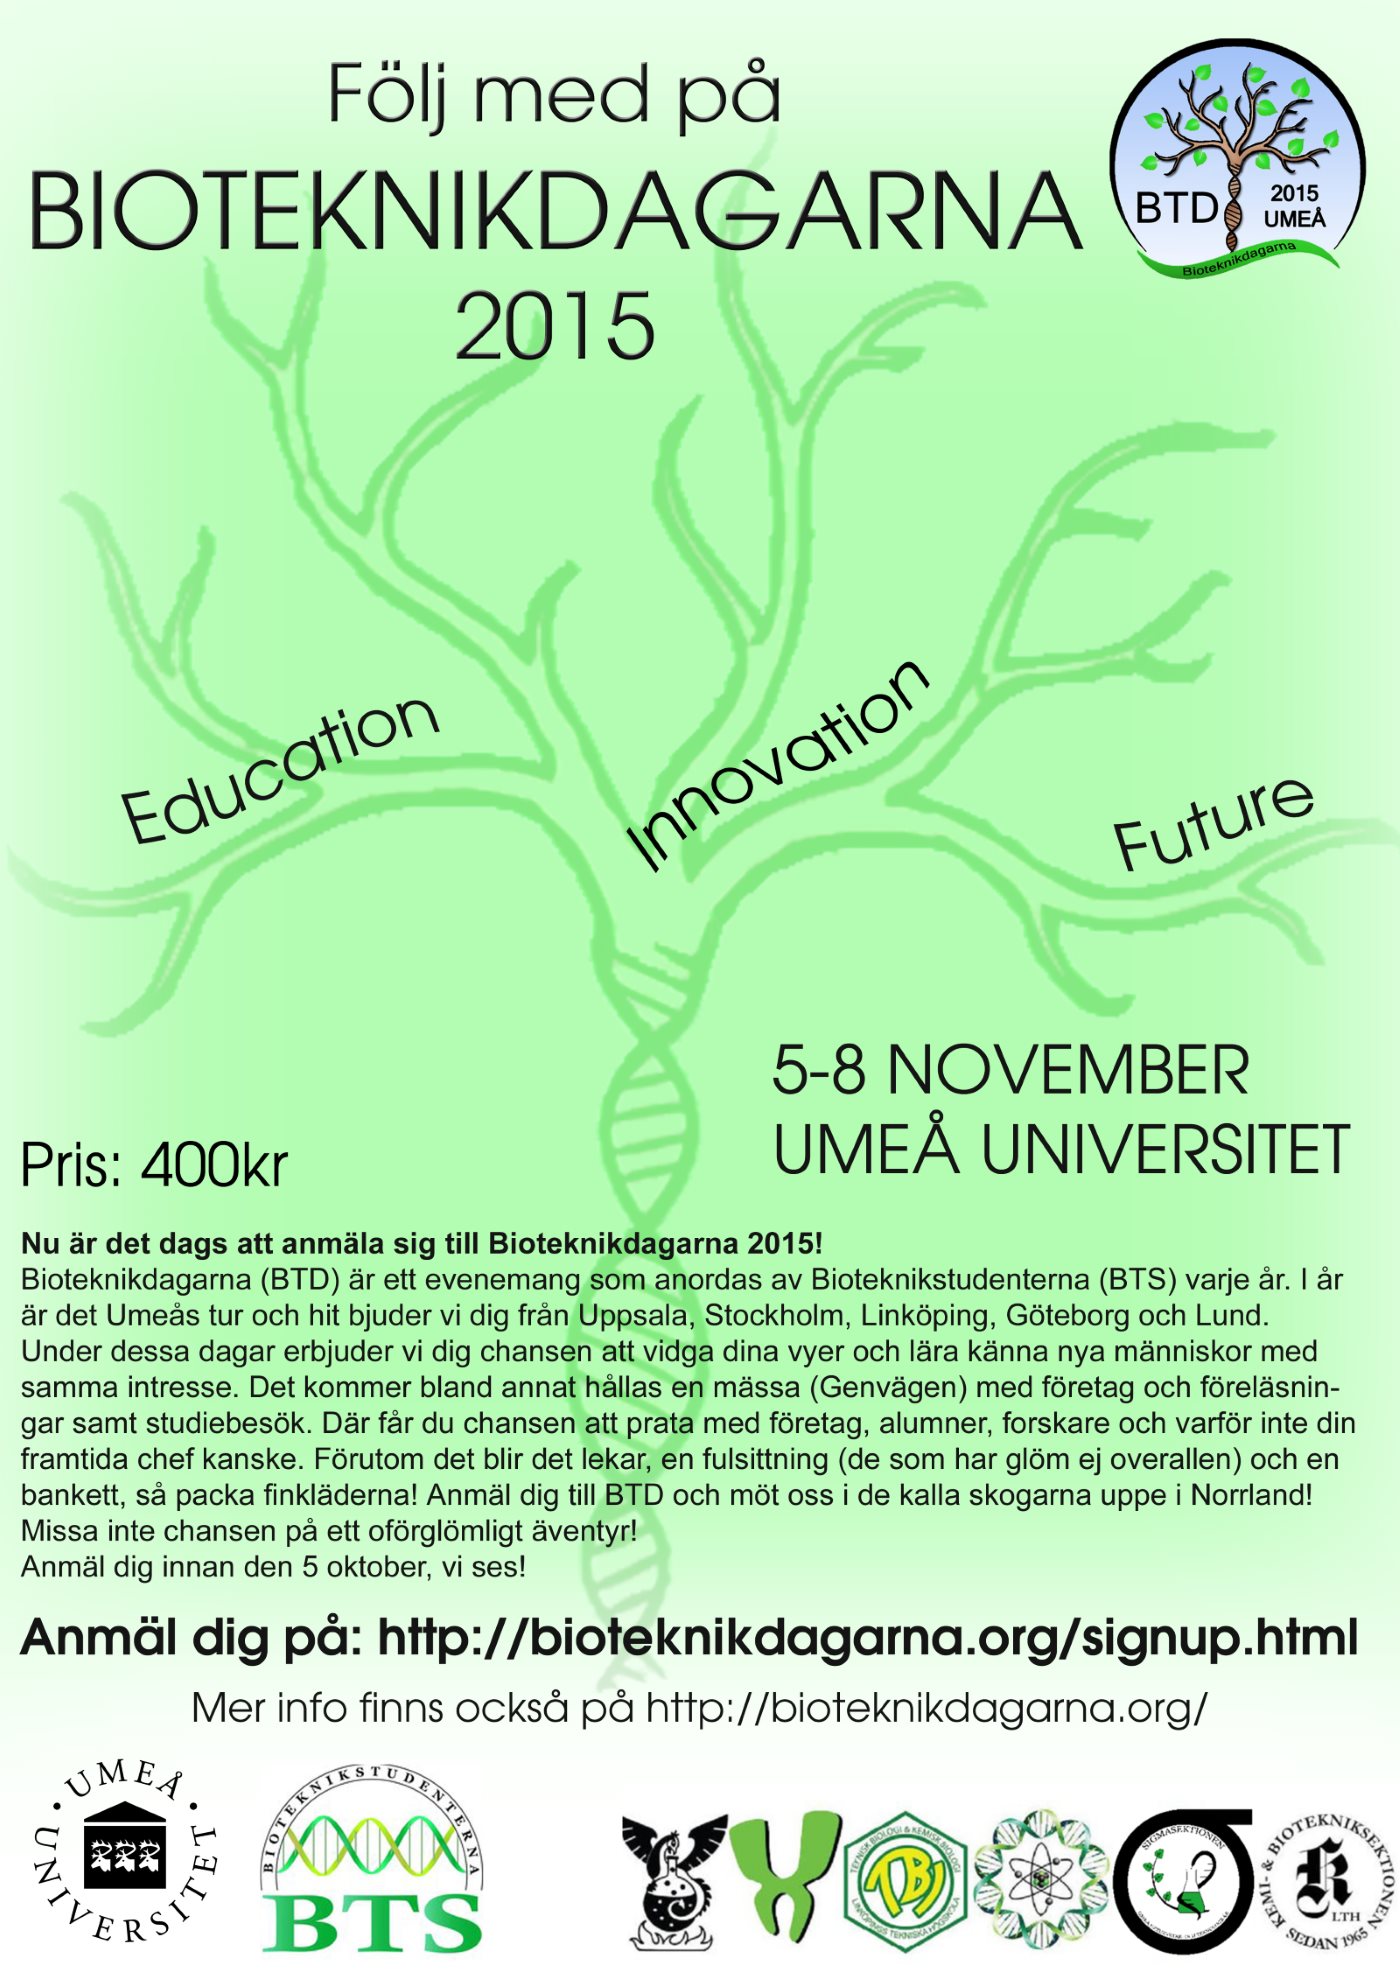 Följ med på
BIOTEKNIKDAGARNA
2015
BTD
2015
UMEÅ
Bioteknikdagarna
Education
Innovation
Future
5-8 NOVEMBER
UMEÅ UNIVERSITET
Pris: 400kr
Nu är det dags att anmäla sig till Bioteknikdagarna 2015!
Bioteknikdagarna (BTD) är ett evenemang som anordas av Bioteknikstudenterna (BTS) varje år. I år
är det Umeås tur och hit bjuder vi dig från Uppsala, Stockholm, Linköping, Göteborg och Lund.
Under dessa dagar erbjuder vi dig chansen att vidga dina vyer och lära känna nya människor med
samma intresse. Det kommer bland annat hållas en mässa (Genvägen) med företag och föreläsnin-
gar samt studiebesök. Där får du chansen att prata med företag, alumner, forskare och varför inte din
framtida chef kanske. Förutom det blir det lekar, en fulsittning (de som har glöm ej overallen) och en
bankett, så packa finkläderna! Anmäl dig till BTD och möt oss i de kalla skogarna uppe i Norrland!
Missa inte chansen på ett oförglömligt äventyr!
Anmäl dig innan den 5 oktober, vi ses!
Anmäl dig på: http://bioteknikdagarna.org/signup.html
Mer info finns också på http://bioteknikdagarna.org/
UMEÅ UNIVERSITET
BIOTEKNIKSTUDENTERNA
BTS
TEKNISK BIOLOGI & KEMISK BIOLOGI
TBI
LINKÖPINGS TEKNISKA HÖGSKOLA
SIGMASEKTIONEN
KEMI- & BIOTEKNIKSEKTIONEN
K
LTH
SEDAN 1965